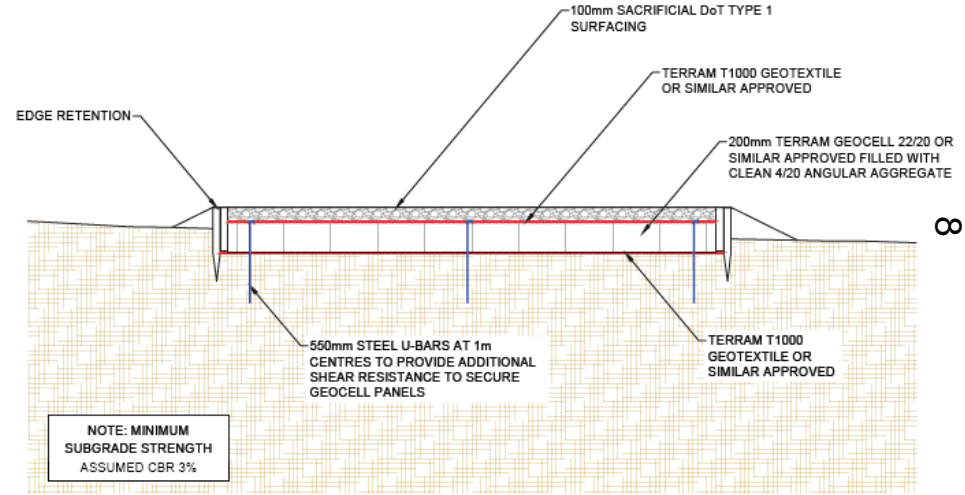 100mm SACRIFICIAL DoT TYPE 1
SURFACING
TERRAM T1000 GEOTEXTILE
OR SIMILAR APPROVED
EDGE RETENTION
200mm TERRAM GEOCELL 22/20 OR
SIMILAR APPROVED FILLED WITH
CLEAN 4/20 ANGULAR AGGREGATE
8
550mm STEEL U-BARS AT 1m
CENTRES TO PROVIDE ADDITIONAL
SHEAR RESISTANCE TO SECURE
GEOCELL PANELS
TERRAM T1000
GEOTEXTILE OR
SIMILAR APPROVED
NOTE: MINIMUM
SUBGRADE STRENGTH
ASSUMED CBR 3%